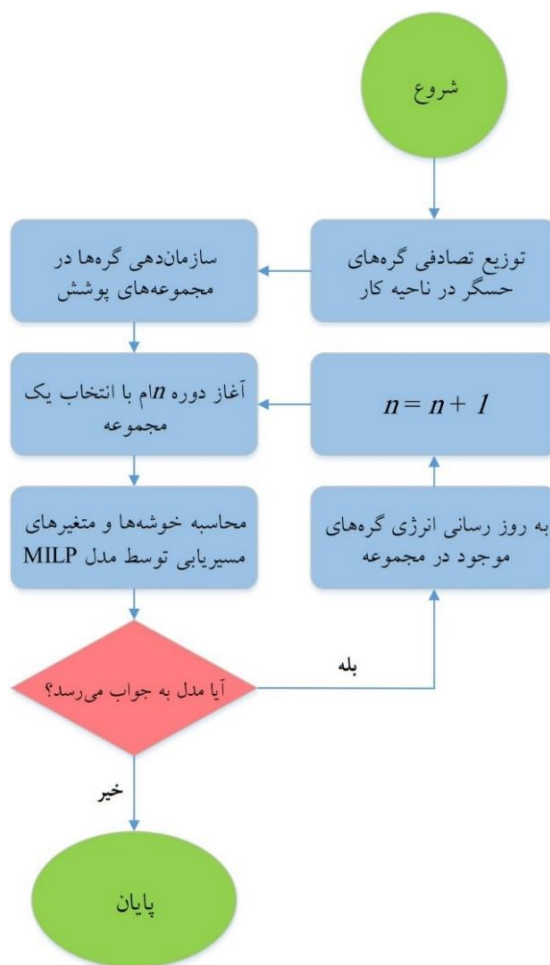 شروع
توزیع تصادفی گره‌های
حسگر در ناحیه کار
سازمان‌دهی گره‌ها در
مجموعه‌های پوشش
آغاز دوره nام با انتخاب یک
مجموعه
n = n + 1
محاسبه خوشه‌ها و متغیرهای
مسیریابی توسط مدل MILP
به روز رسانی انرژی گره‌های
موجود در مجموعه
آیا مدل به جواب می‌رسد؟
بله
خیر
پایان